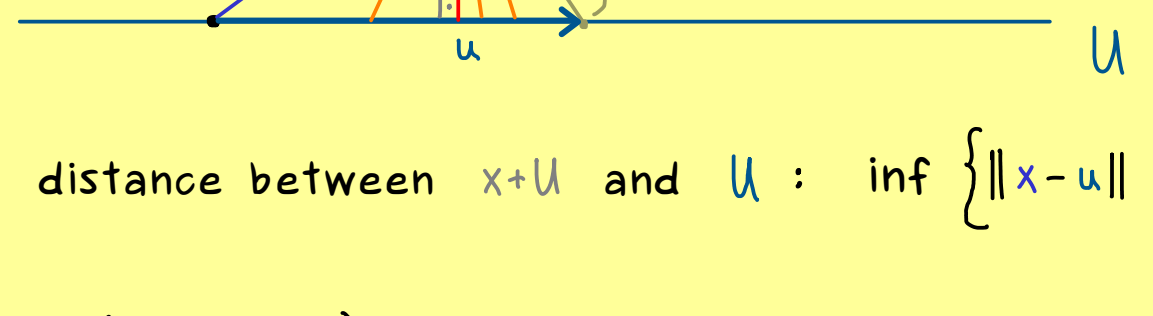 u
U
distance between x+U and U : inf {‖x-u‖